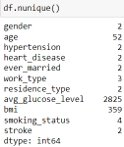 df.nunique()
gender 2
age 52
hypertension 2
heart_disease 2
ever_married 2
work_type 3
residence_type 2
avg_glucose_level 2825
bmi 359
smoking_status 4
stroke 2
dtype: int64